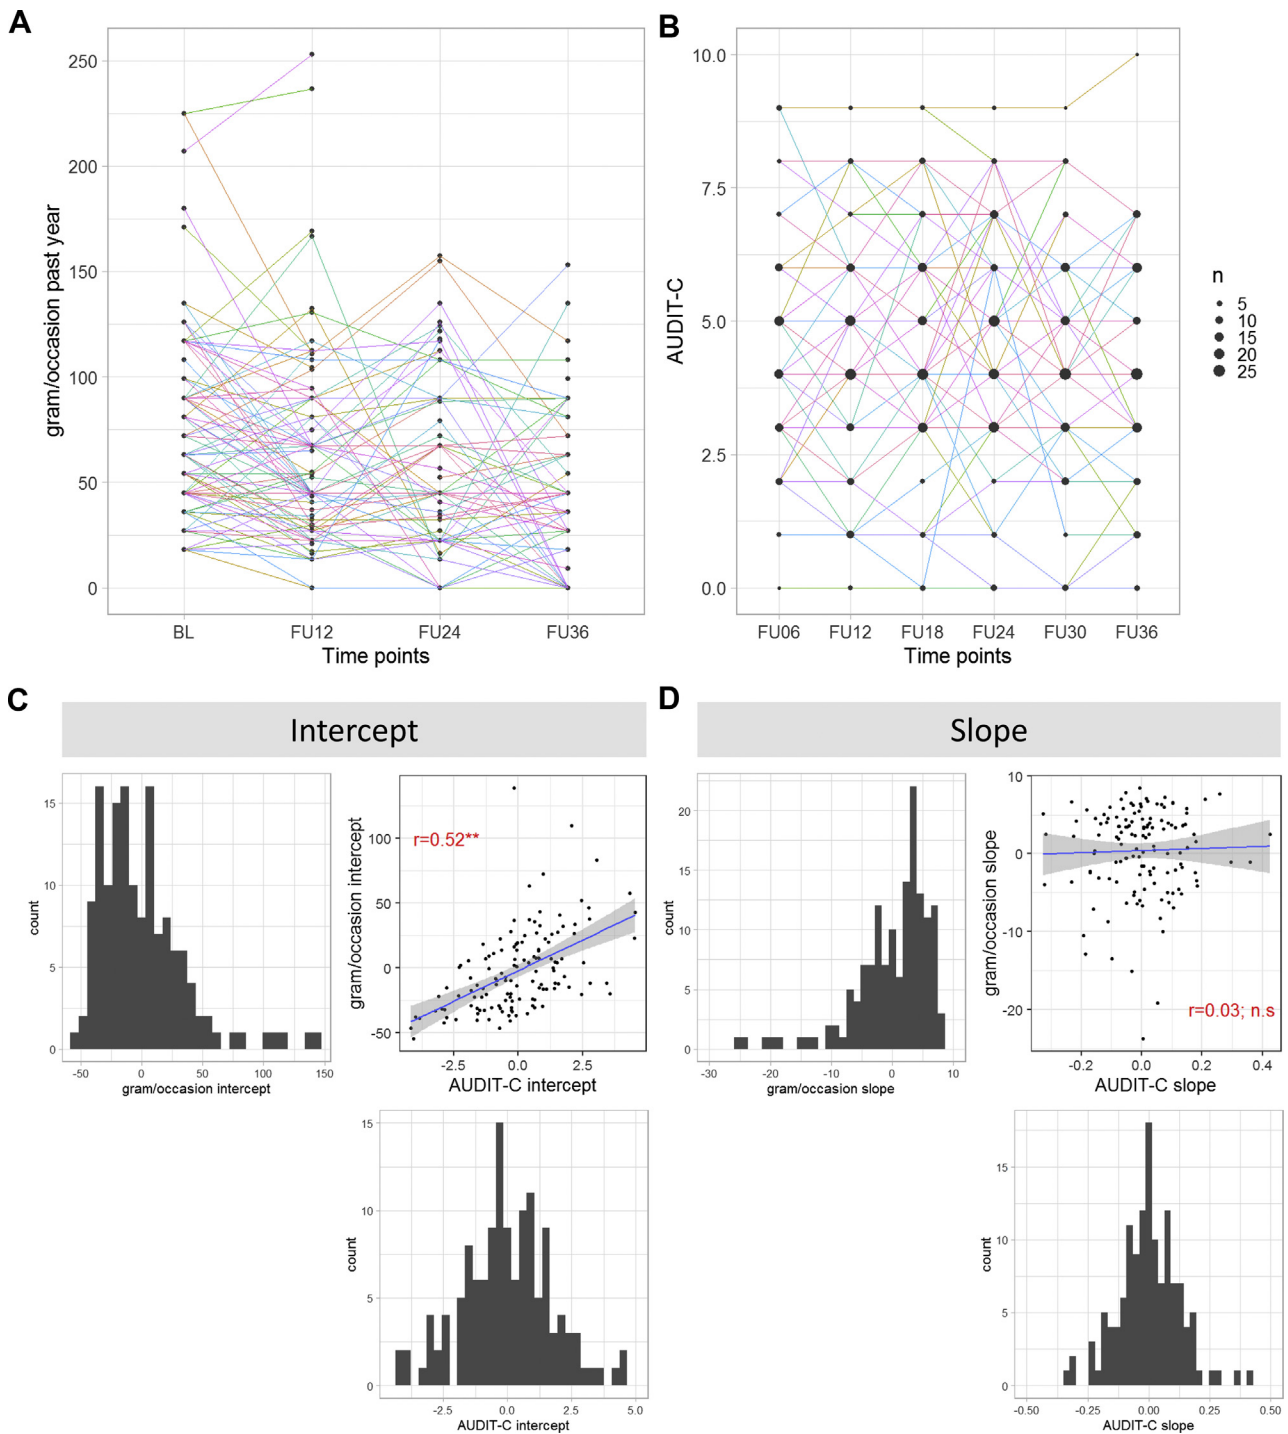 A
250
200
150
100
50
0
gram/occasion past year
BL FU12 FU24 FU36
Time points
B
10.0
7.5
5.0
2.5
0.0
AUDIT-C
FU06 FU12 FU18 FU24 FU30 FU36
Time points
n
5
10
15
20
25
C
Intercept
15
10
5
0
count
-50 0 50 100 150
gram/occasion intercept
100
50
0
-50
gram/occasion intercept
r=0.52**
-2.5 0.0 2.5
AUDIT-C intercept
15
10
5
0
count
-2.5 0.0 2.5 5.0
AUDIT-C intercept
D
Slope
20
15
10
5
0
count
-30 -20 -10 0 10
gram/occasion slope
10
0
-10
-20
gram/occasion slope
r=0.03; n.s
-0.2 0.0 0.2 0.4
AUDIT-C slope
15
10
5
0
count
-0.50 -0.25 0.00 0.25 0.50
AUDIT-C slope